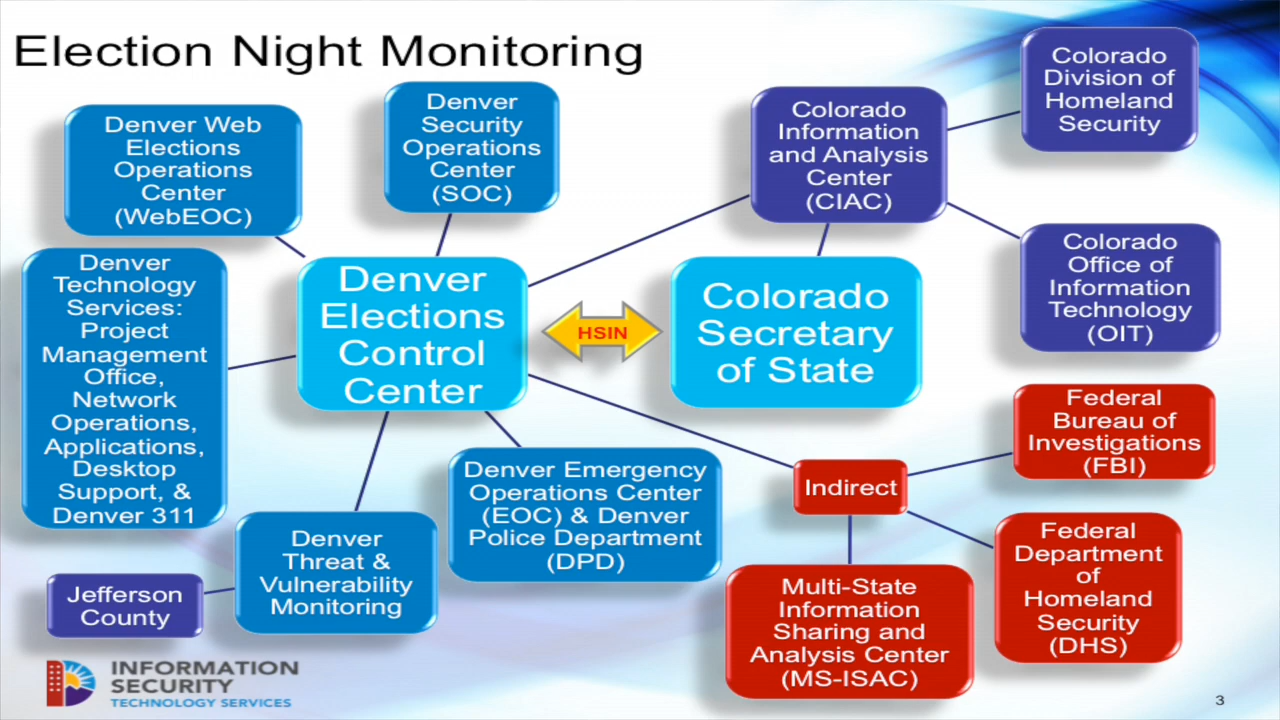 Election Night Monitoring
Denver Web
Elections
Operations
Center
(WebEOC)
Denver
Security
Operations
Center
(SOC)
Colorado
Information
and Analysis
Center
(CIAC)
Colorado
Division of
Homeland
Security
Denver
Technology
Services:
Project
Management
Office,
Network
Operations,
Applications,
Desktop
Support, &
Denver 311
Denver
Elections
Control
Center
HSIN
Colorado
Secretary
of State
Colorado
Office of
Information
Technology
(OIT)
Jefferson
County
Denver
Threat &
Vulnerability
Monitoring
Denver Emergency
Operations Center
(EOC) & Denver
Police Department
(DPD)
Indirect
Federal
Bureau of
Investigations
(FBI)
Multi-State
Information
Sharing and
Analysis Center
(MS-ISAC)
Federal
Department
of
Homeland
Security
(DHS)
INFORMATION
SECURITY
TECHNOLOGY SERVICES
3